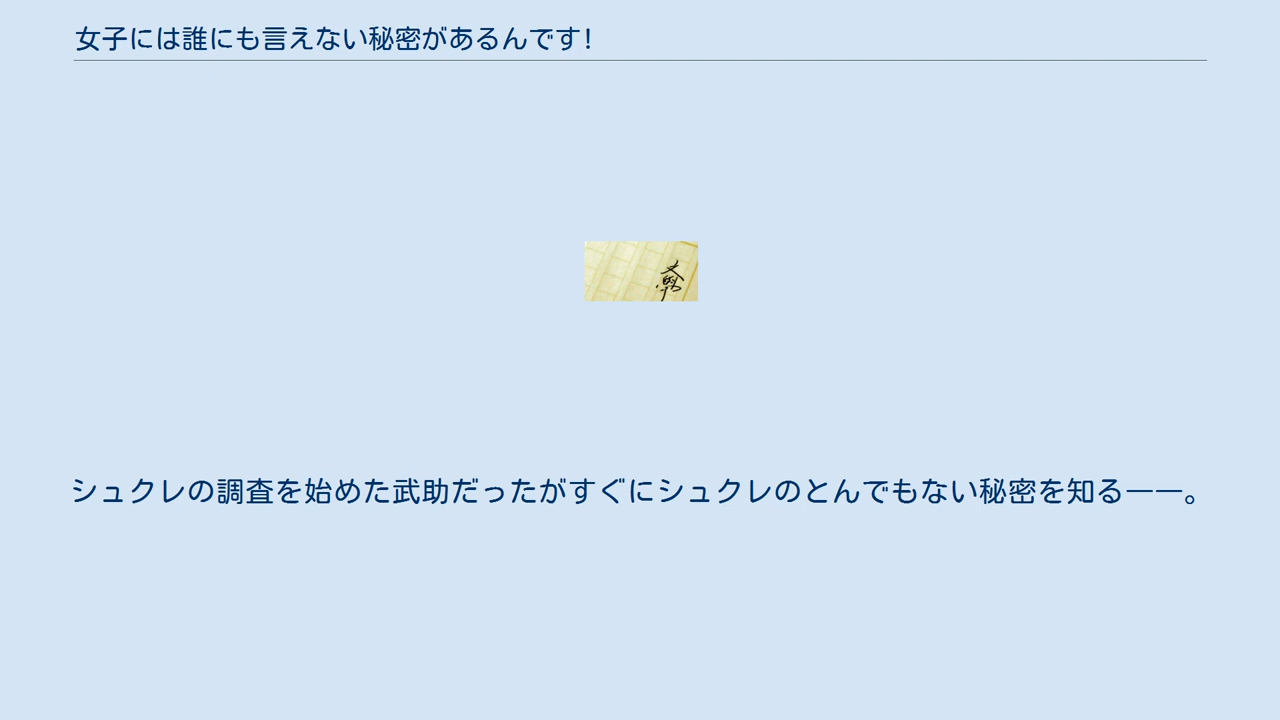 女子には誰にも言えない秘密があるんです!
シュクレの調査を始めた武助だったがすぐにシュクレのとんでもない秘密を知る――。